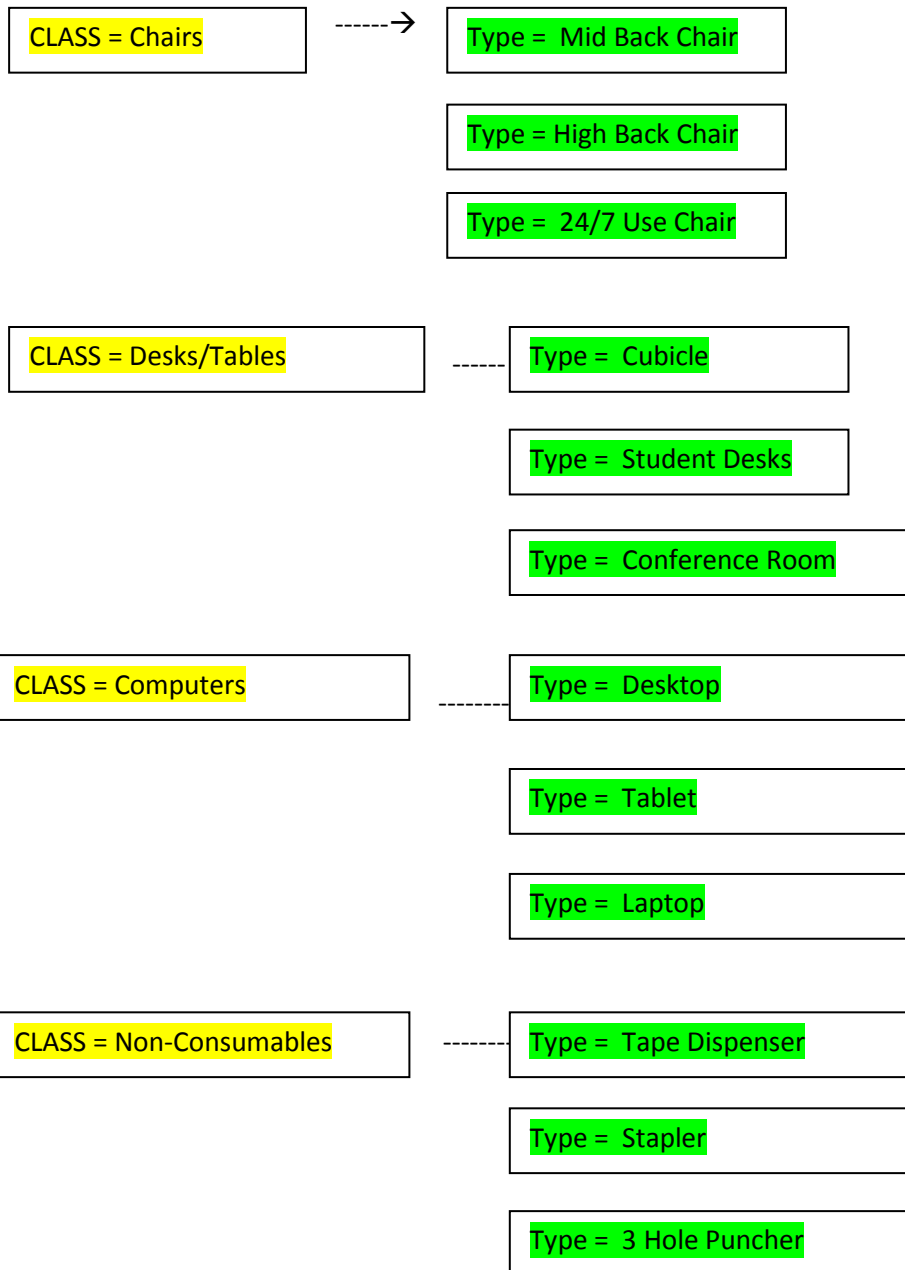 CLASS = Chairs
------→
Type =  Mid Back Chair
Type = High Back Chair
Type =  24/7 Use Chair
CLASS = Desks/Tables
------
Type =  Cubicle
Type =  Student Desks
Type =  Conference Room
CLASS = Computers
--------
Type =  Desktop
Type =  Tablet
Type =  Laptop
CLASS = Non-Consumables
--------
Type =  Tape Dispenser
Type =  Stapler
Type =  3 Hole Puncher